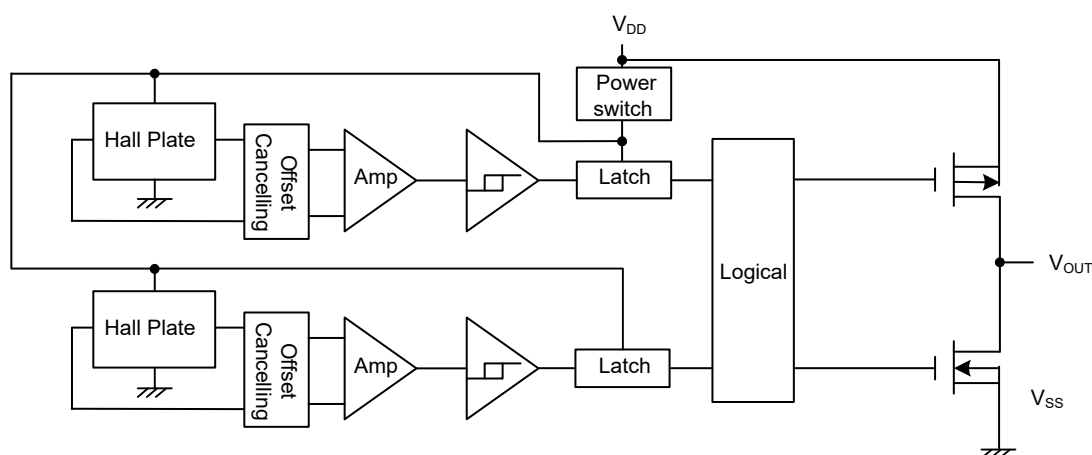 VDD
Power
switch
Hall Plate
Offset
Cancelling
Amp
Latch
Logical
VOUT
Hall Plate
Offset
Cancelling
Amp
Latch
VSS